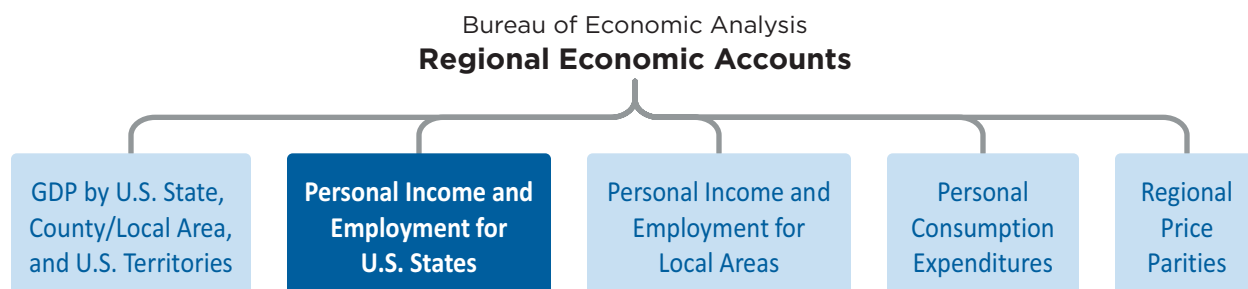 Bureau of Economic Analysis
Regional Economic Accounts
GDP by U.S. State,
County/Local Area,
and U.S. Territories
Personal Income and
Employment for
U.S. States
Personal Income and
Employment for
Local Areas
Personal
Consumption
Expenditures
Regional
Price
Parities